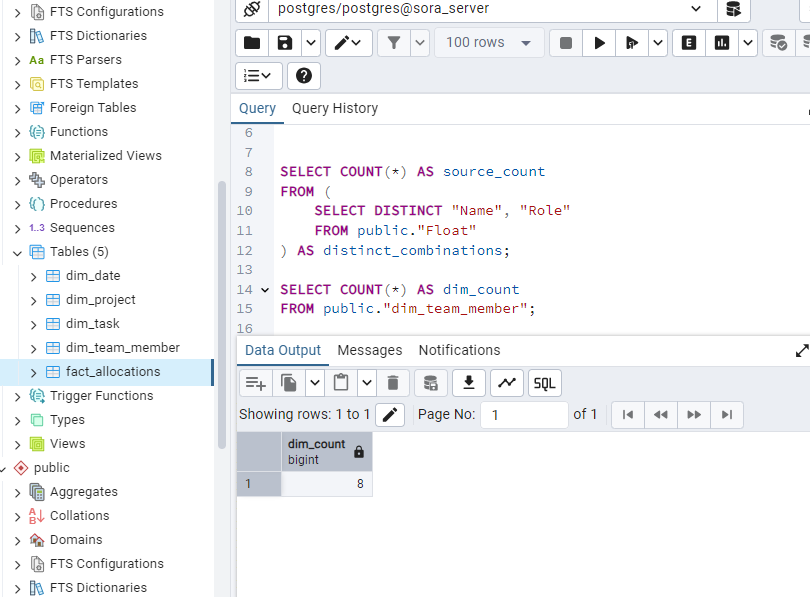 FTS Configurations
FTS Dictionaries
Aa FTS Parsers
FTS Templates
Foreign Tables
Functions
Materialized Views
Operators
Procedures
1..3 Sequences
Tables (5)
dim_date
dim_project
dim_task
dim_team_member
fact_allocations
Trigger Functions
Types
Views
public
Aggregates
Collations
Domains
FTS Configurations
FTS Dictionaries
postgres/postgres@sora_server
100 rows
E
Query Query History
6
7
8 SELECT COUNT(*) AS source_count
9 FROM (
10 SELECT DISTINCT "Name", "Role"
11 FROM public."Float"
12 ) AS distinct_combinations;
13
14 SELECT COUNT(*) AS dim_count
15 FROM public."dim_team_member";
16
Data Output Messages Notifications
SQL
Showing rows: 1 to 1 Page No: 1 of 1
dim_count
bigint
1 8